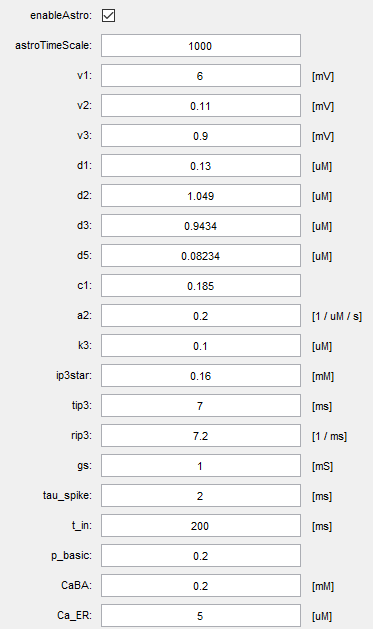 enableAstro:
astroTimeScale: 1000
v1: 6 [mV]
v2: 0.11 [mV]
v3: 0.9 [mV]
d1: 0.13 [uM]
d2: 1.049 [uM]
d3: 0.9434 [uM]
d5: 0.08234 [uM]
c1: 0.185
a2: 0.2 [1 / uM / s]
k3: 0.1 [uM]
ip3star: 0.16 [mM]
tip3: 7 [ms]
rip3: 7.2 [1 / ms]
gs: 1 [mS]
tau_spike: 2 [ms]
t_in: 200 [ms]
p_basic: 0.2
CaBA: 0.2 [mM]
Ca_ER: 5 [uM]